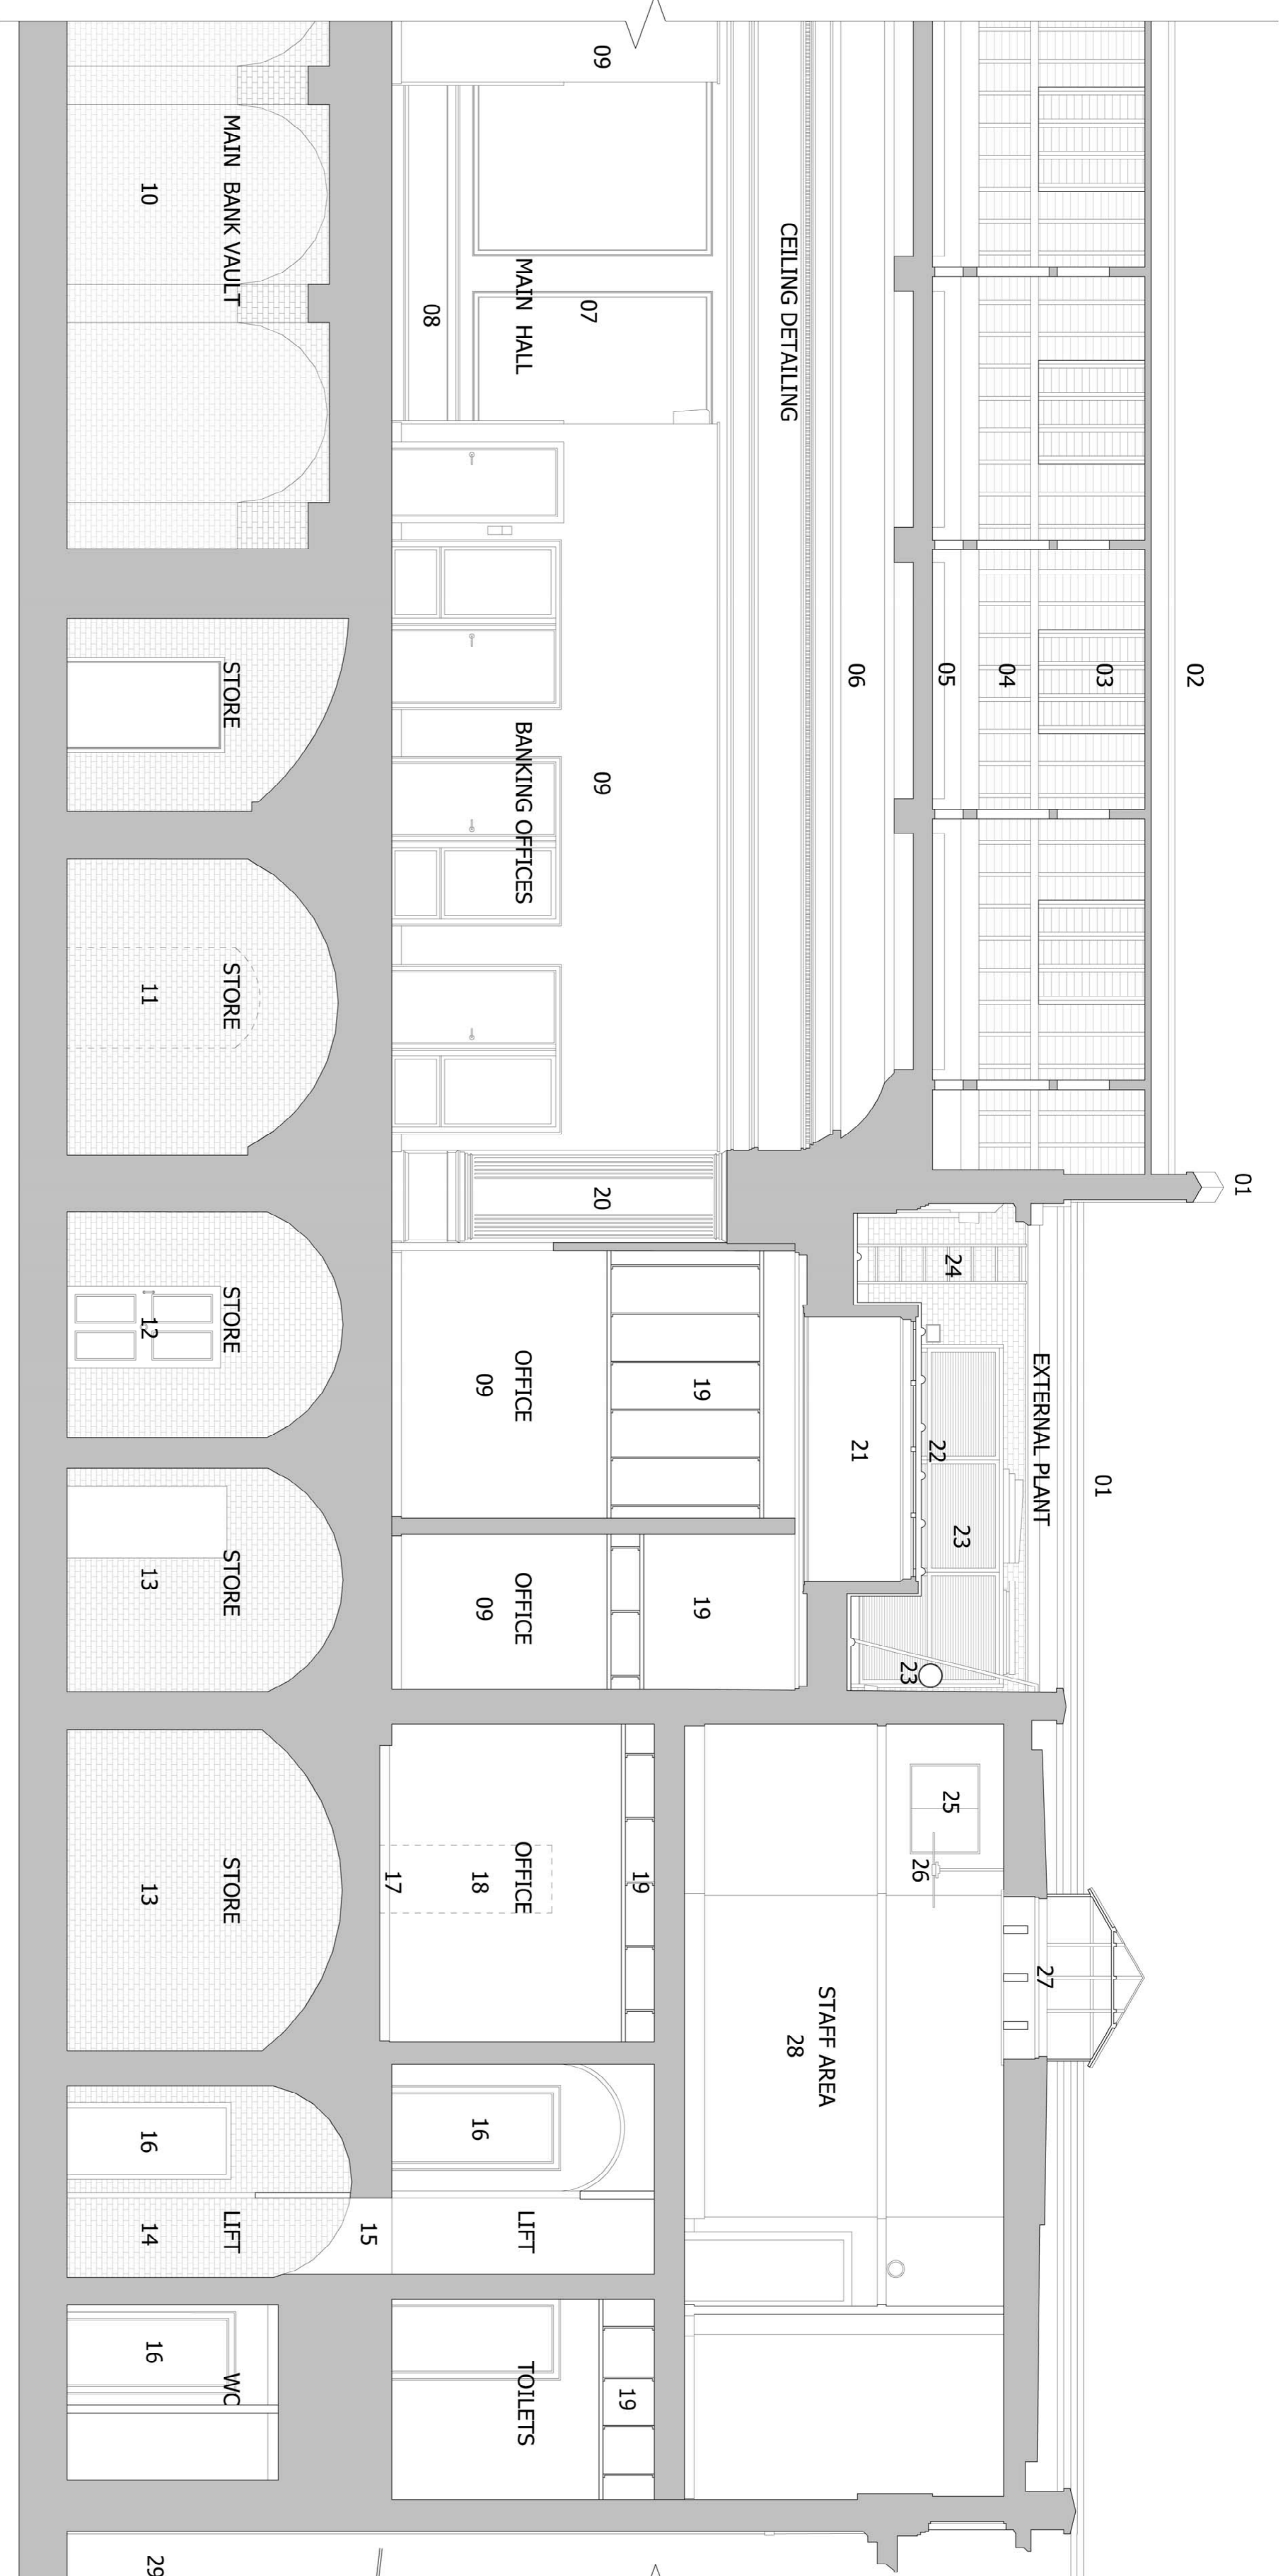 01
02
03
01
EXTERNAL PLANT
27
04
23
24
25
05
22
26
23
21
06
STAFF AREA
28
CEILING DETAILING
19
19
19
19
09
09
20
07
MAIN HALL
BANKING OFFICES
OFFICE
OFFICE
OFFICE
LIFT
TOILETS
09
09
18
16
08
17
15
MAIN BANK VAULT
STORE
STORE
STORE
STORE
STORE
LIFT
WC
10
11
12
13
13
16
14
16
29